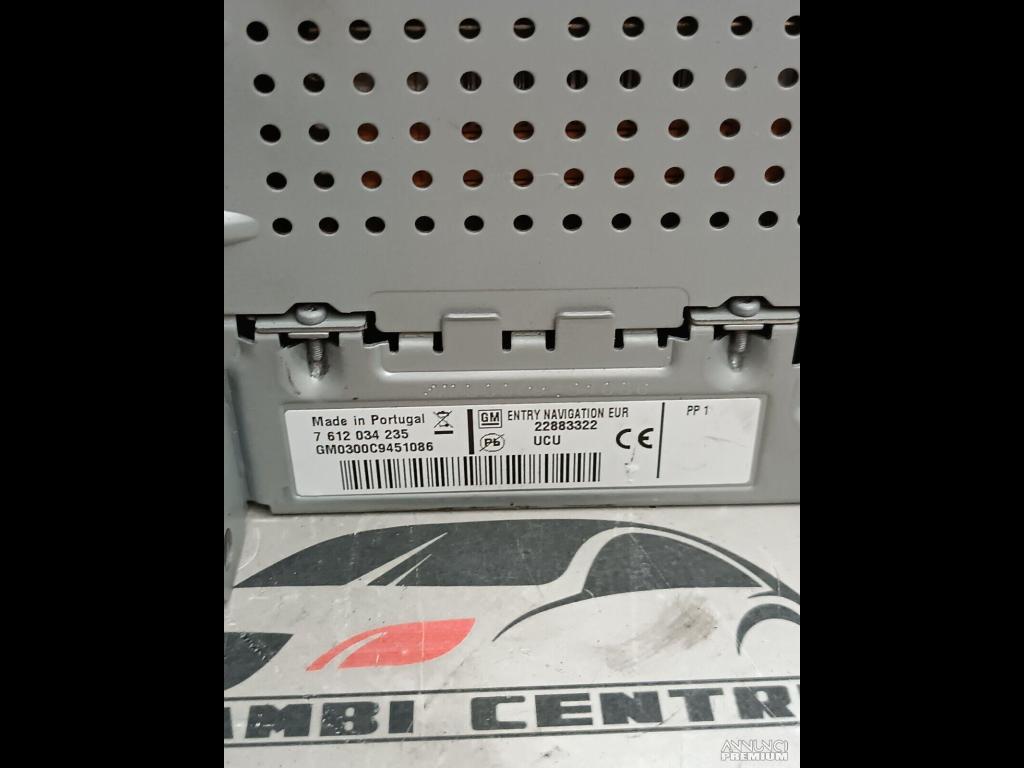 Made in Portugal
7 612 034 235
GM0300C9451086
GM
ENTRY NAVIGATION EUR
22883322
Pb
UCU
CE
PP 1
AMBI CENTR
ANNUNCI
PREMIUM